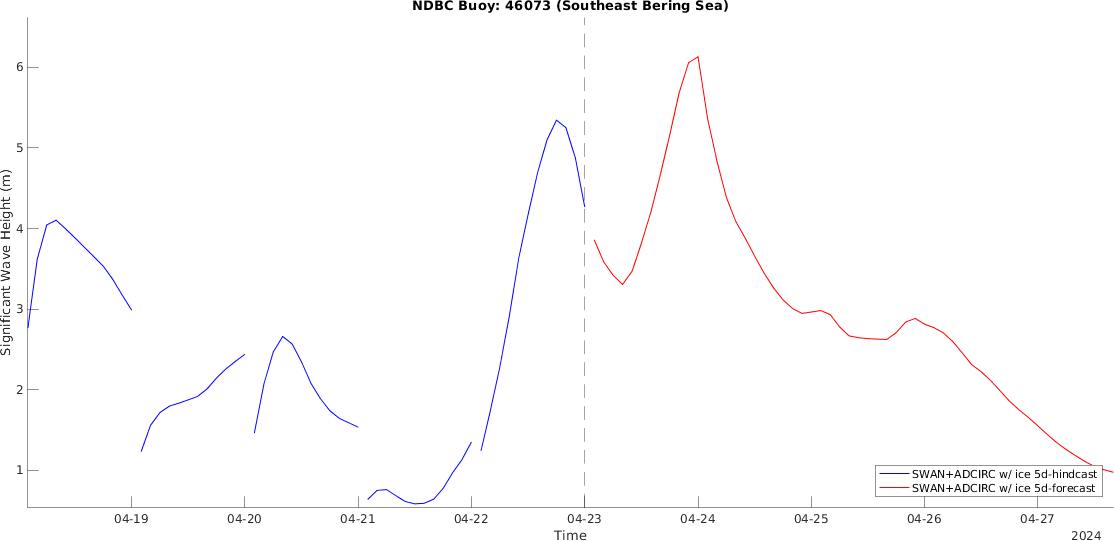 NDBC Buoy: 46073 (Southeast Bering Sea)
Significant Wave Height (m)
6
5
4
3
2
1
SWAN+ADCIRC w/ ice 5d-hindcast
SWAN+ADCIRC w/ ice 5d-forecast
04-19 04-20 04-21 04-22 04-23 04-24 04-25 04-26 04-27
Time
2024